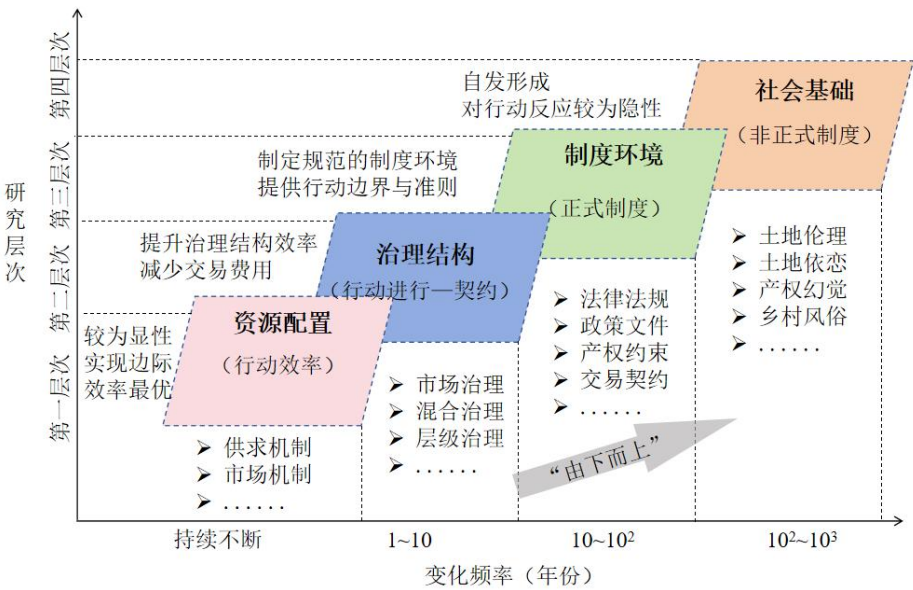 研究层次
第四层次
第三层次
第二层次
第一层次
社会基础
（非正式制度）
自发形成
对行动反应较为隐性
➤ 土地伦理
➤ 土地依恋
➤ 产权幻觉
➤ 乡村风俗
➤ ......
制度环境
（正式制度）
制定规范的制度环境
提供行动边界与准则
➤ 法律法规
➤ 政策文件
➤ 产权约束
➤ 交易契约
➤ ......
治理结构
（行动进行—契约）
提升治理结构效率
减少交易费用
➤ 市场治理
➤ 混合治理
➤ 层级治理
➤ ......
资源配置
（行动效率）
较为显性
实现边际
效率最优
➤ 供求机制
➤ 市场机制
➤ ......
“由下而上”
持续不断
1~10
10~10²
10²~10³
变化频率（年份）